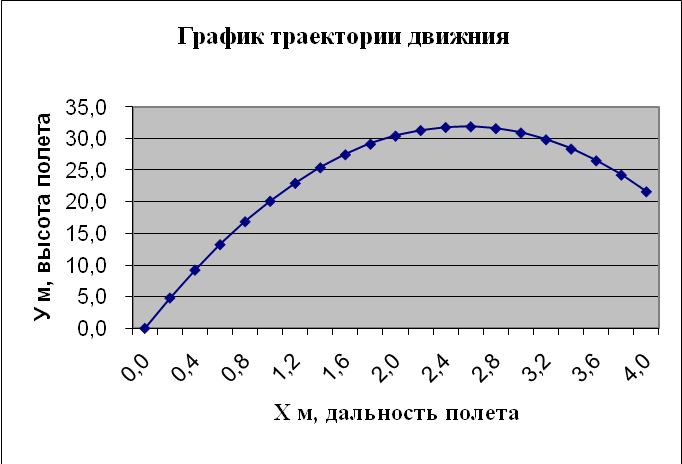 График траектории движния
У м, высота полета
35,0
30,0
25,0
20,0
15,0
10,0
5,0
0,0
0,0 0,4 0,8 1,2 1,6 2,0 2,4 2,8 3,2 3,6 4,0
Х м, дальность полета